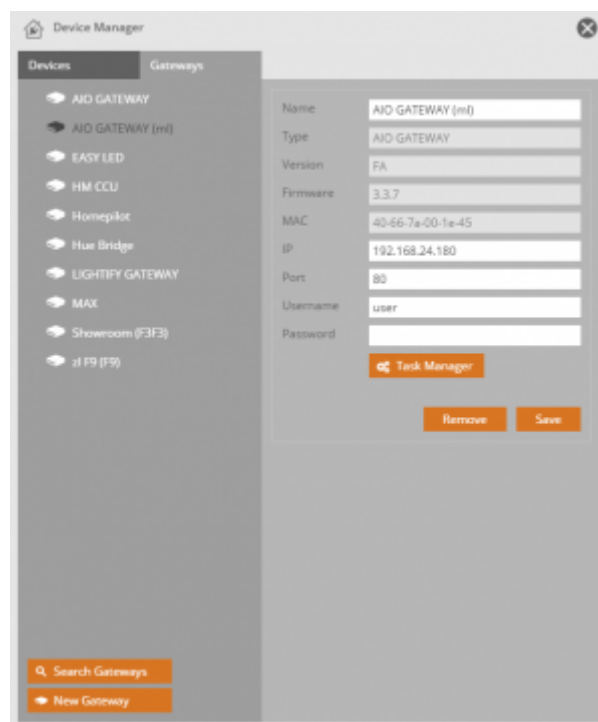 Device Manager
Devices Gateways
AIO GATEWAY
AIO GATEWAY (ml)
EASY LED
HM CCU
Homepilot
Hue Bridge
LIGHTIFY GATEWAY
MAX
Showroom (F3F3)
zl F9 (F9)
Search Gateways
New Gateway
Name AIO GATEWAY (ml)
Type AIO GATEWAY
Version FA
Firmware 3.3.7
MAC 40-66-7a-00-1e-45
IP 192.168.24.180
Port 80
Username user
Password
Task Manager
Remove Save